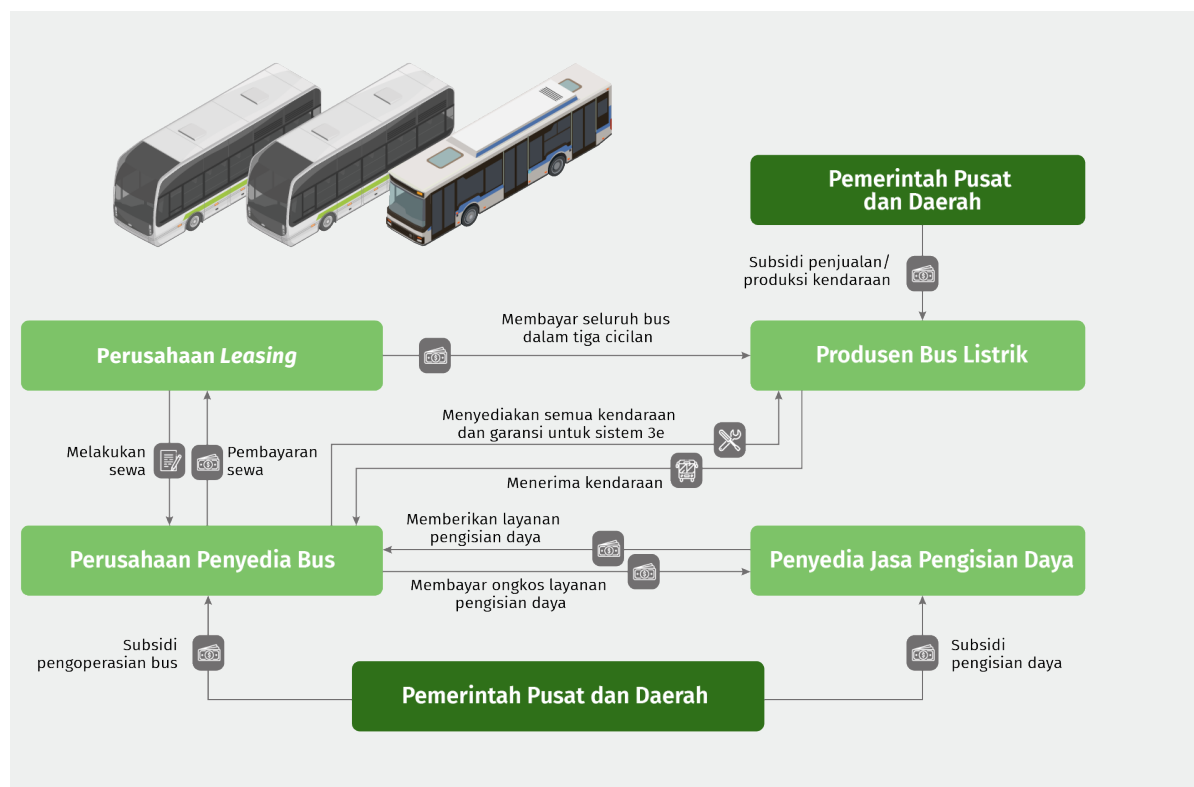 Pemerintah Pusat
dan Daerah
Subsidi penjualan/
produksi kendaraan
Perusahaan Leasing
Membayar seluruh bus
dalam tiga cicilan
Produsen Bus Listrik
Melakukan
sewa
Pembayaran
sewa
Menyediakan semua kendaraan
dan garansi untuk sistem 3e
Menerima kendaraan
Perusahaan Penyedia Bus
Memberikan layanan
pengisian daya
Membayar ongkos layanan
pengisian daya
Penyedia Jasa Pengisian Daya
Subsidi
pengoperasian bus
Pemerintah Pusat dan Daerah
Subsidi
pengisian daya